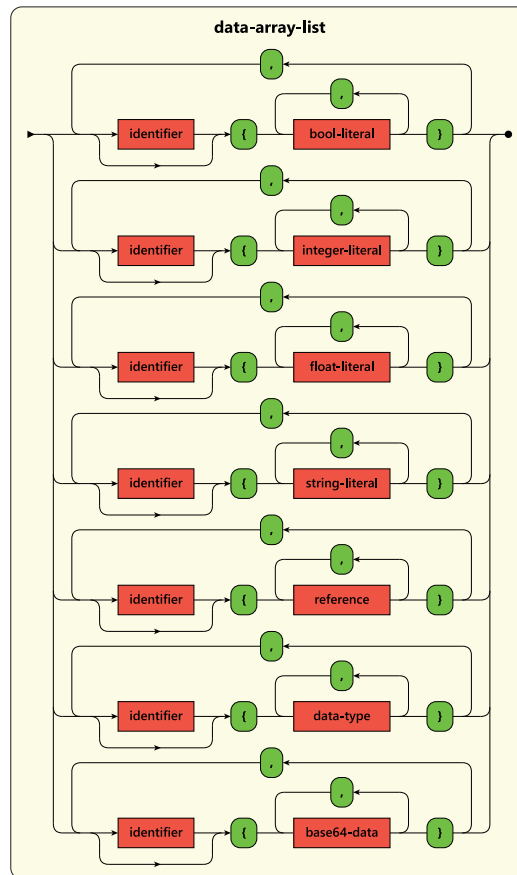 data-array-list
,
,
identifier { bool-literal }
,
,
identifier { integer-literal }
,
,
identifier { float-literal }
,
,
identifier { string-literal }
,
,
identifier { reference }
,
,
identifier { data-type }
,
,
identifier { base64-data }